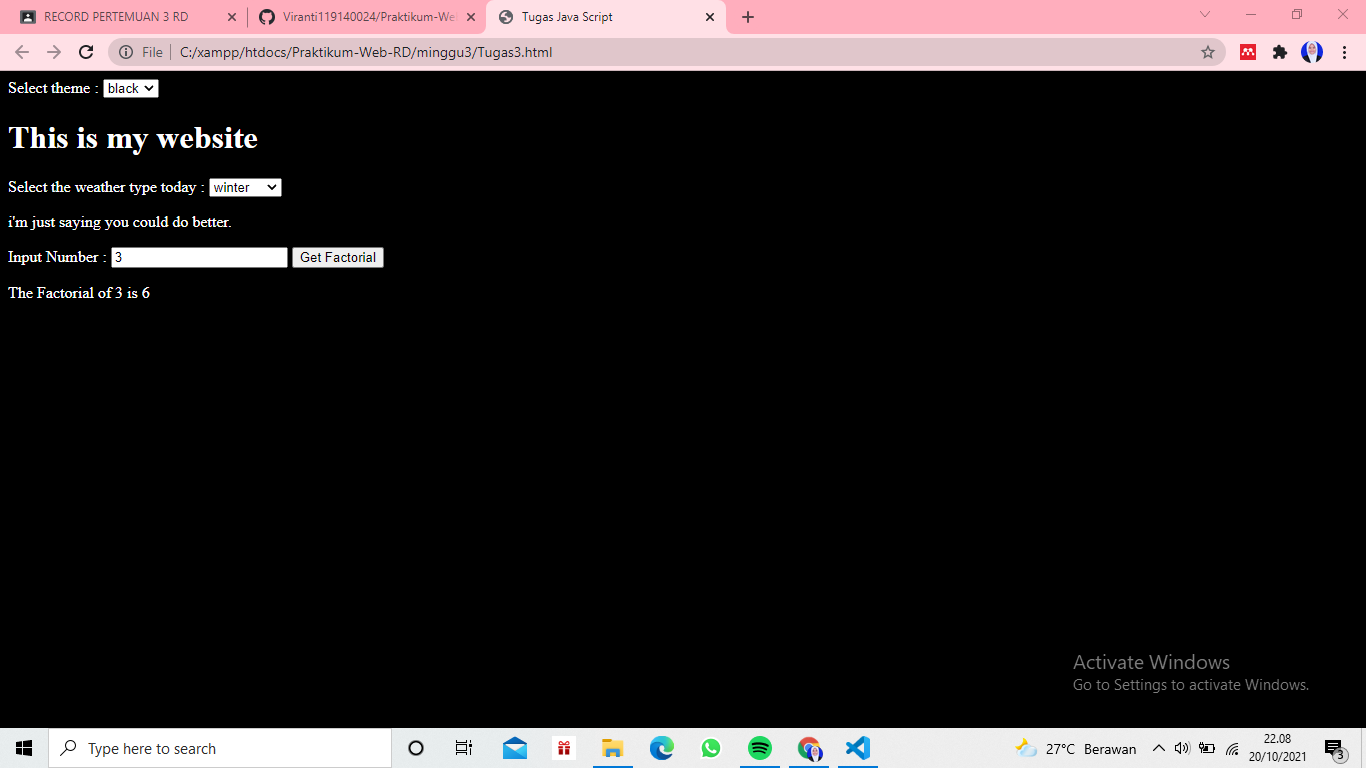 RECORD PERTEMUAN 3 RD
Viranti119140024/Praktikum-We
Tugas Java Script
File
C:/xampp/htdocs/Praktikum-Web-RD/minggu3/Tugas3.html
Select theme : black
This is my website
Select the weather type today : winter
i'm just saying you could do better.
Input Number : 3 Get Factorial
The Factorial of 3 is 6
Activate Windows
Go to Settings to activate Windows.
Type here to search
27°C Berawan
22.08
20/10/2021
3